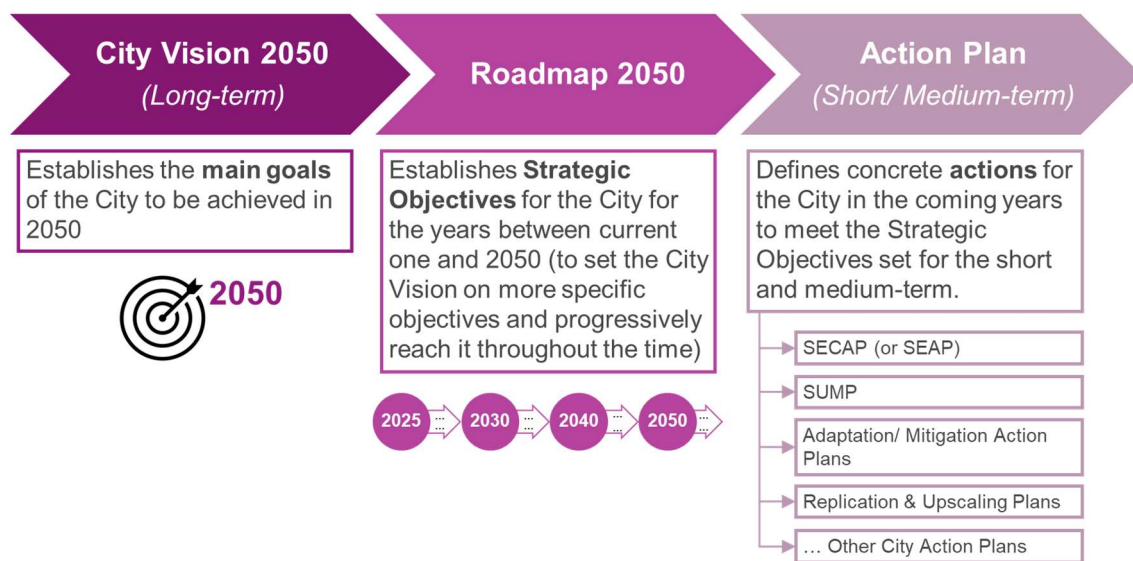 City Vision 2050
(Long-term)
Roadmap 2050
Action Plan
(Short/ Medium-term)
Establishes the main goals
of the City to be achieved in
2050
2050
Establishes Strategic
Objectives for the City for
the years between current
one and 2050 (to set the City
Vision on more specific
objectives and progressively
reach it throughout the time)
2025 ... ... 2030 ... ... 2040 ... ... 2050 ... ...
Defines concrete actions for
the City in the coming years
to meet the Strategic
Objectives set for the short
and medium-term.
SECAP (or SEAP)
SUMP
Adaptation/ Mitigation Action
Plans
Replication & Upscaling Plans
... Other City Action Plans